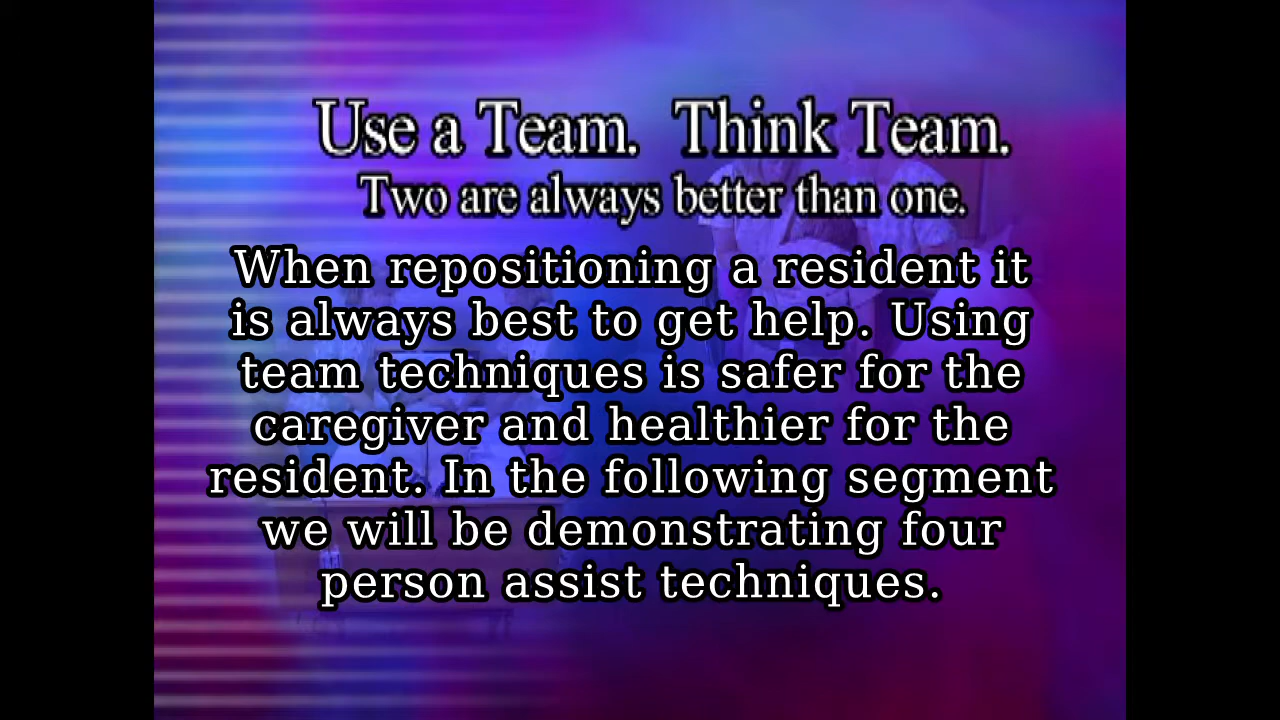 Use a Team. Think Team.
Two are always better than one.
When repositioning a resident it
is always best to get help. Using
team techniques is safer for the
caregiver and healthier for the
resident. In the following segment
we will be demonstrating four
person assist techniques.